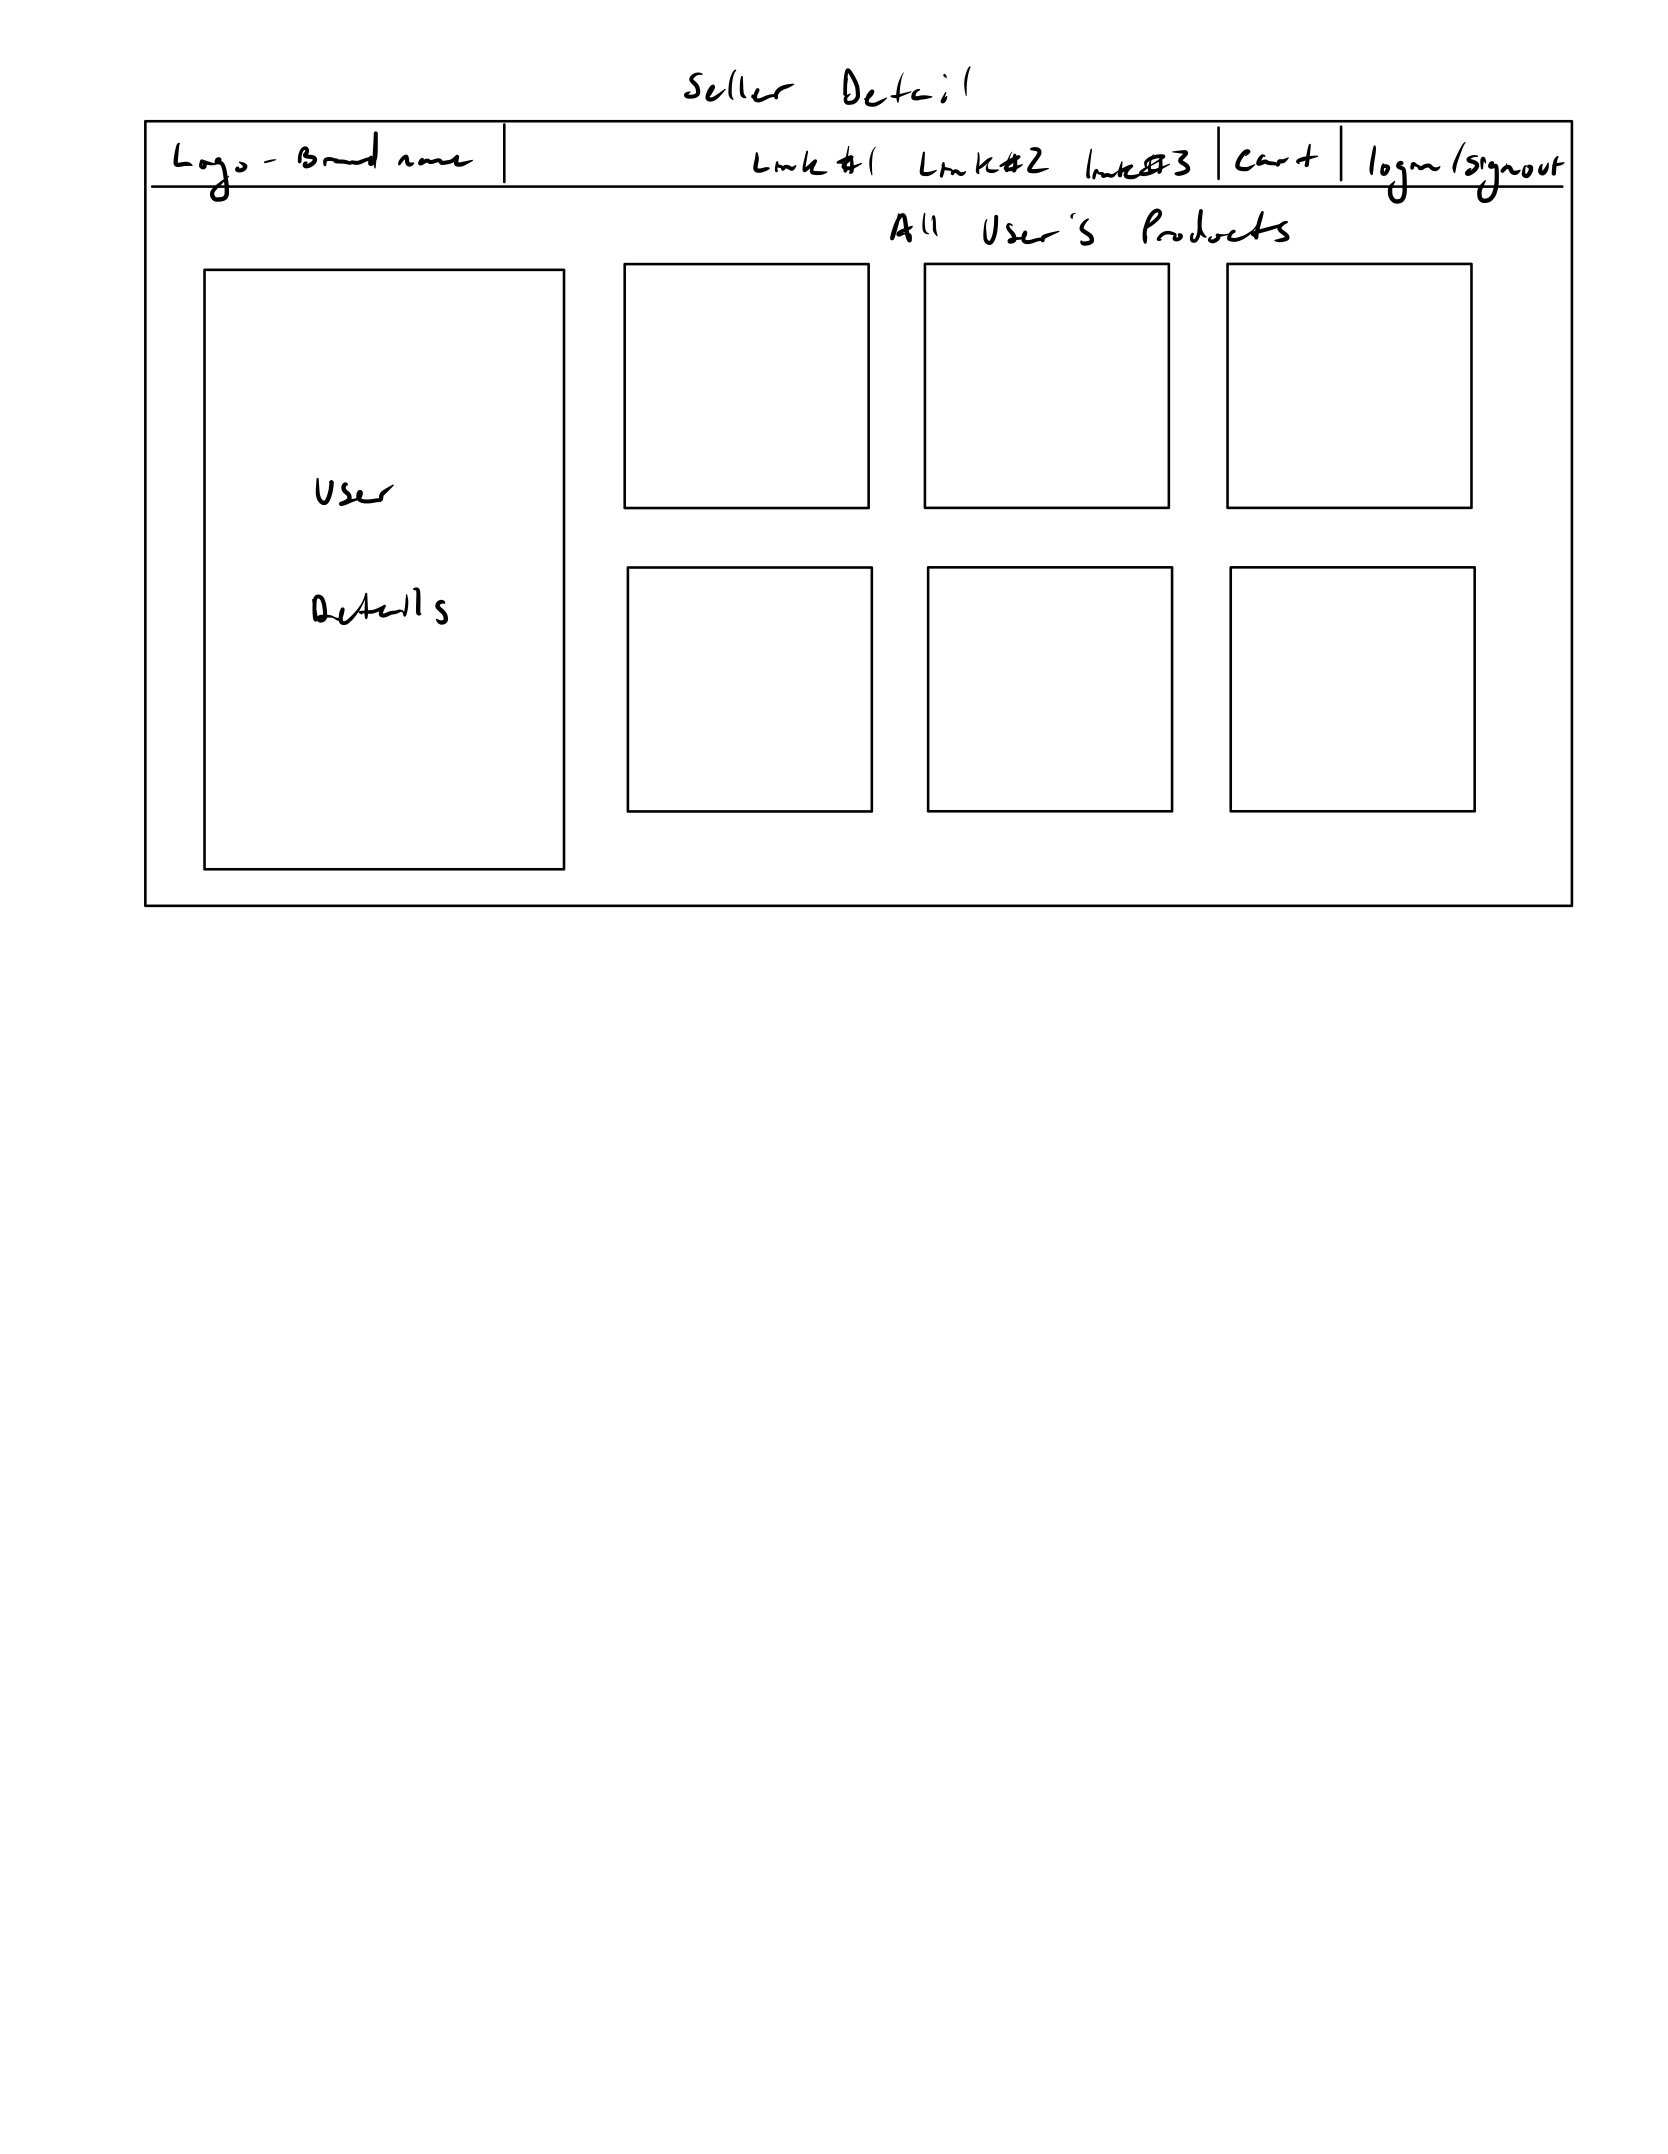 Seller Detail
Logo - Brand name Link #1 Link #2 link #3 Cart login/signout
All User's Products
User
Details